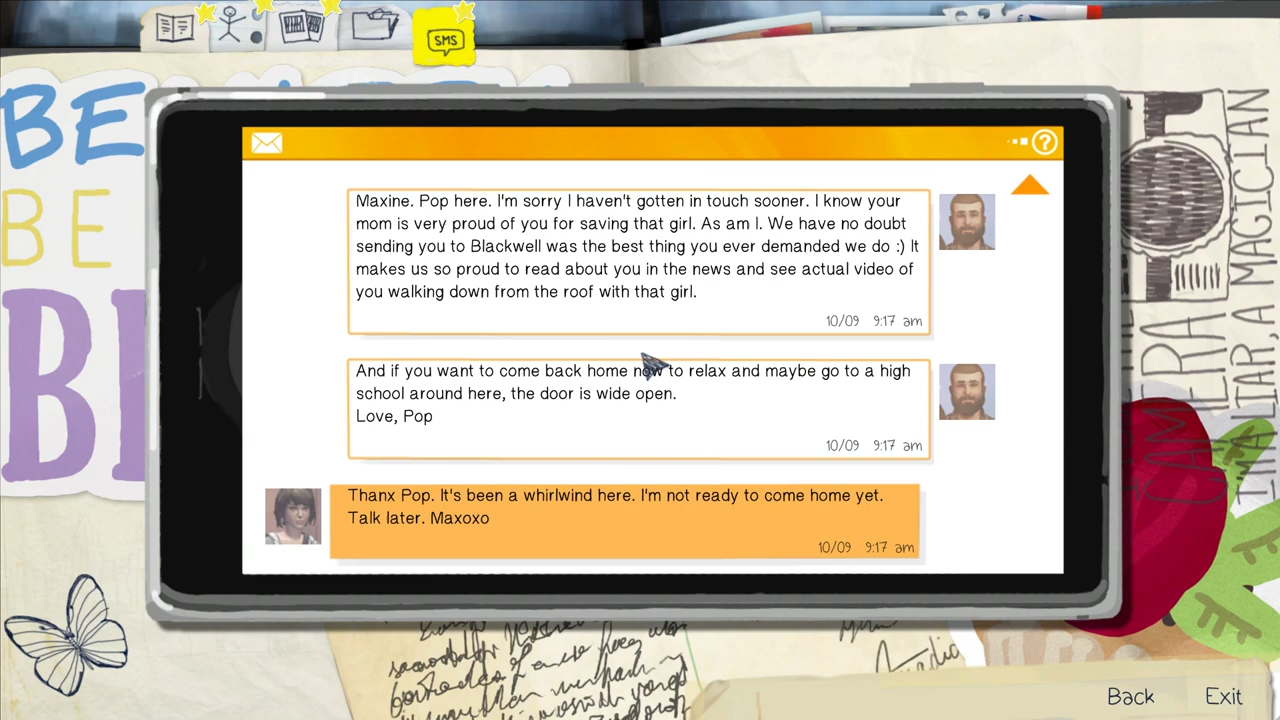 SMS
BE
BE
Maxine. Pop here. I'm sorry I haven't gotten in touch sooner. I know your
mom is very proud of you for saving that girl. As am I. We have no doubt
sending you to Blackwell was the best thing you ever demanded we do :) It
makes us so proud to read about you in the news and see actual video of
you walking down from the roof with that girl.
10/09 9:17 am
And if you want to come back home now to relax and maybe go to a high
school around here, the door is wide open.
Love, Pop
10/09 9:17 am
Thanx Pop. It's been a whirlwind here. I'm not ready to come home yet.
Talk later. Maxoxo
10/09 9:17 am
A MAGICIAN
Back Exit